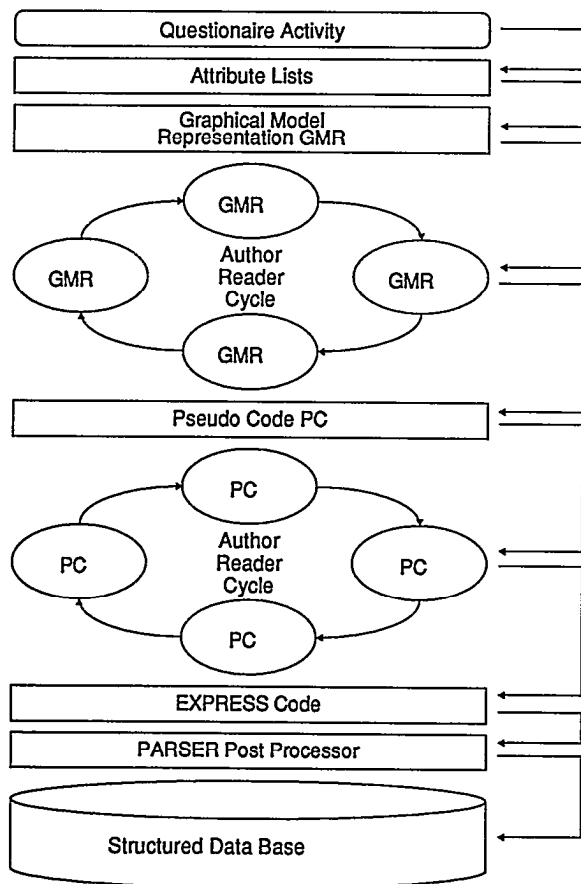 Questionaire Activity
Attribute Lists
Graphical Model
Representation GMR
GMR
Author
Reader
Cycle
GMR
GMR
GMR
Pseudo Code PC
PC
Author
Reader
Cycle
PC
PC
PC
EXPRESS Code
PARSER Post Processor
Structured Data Base